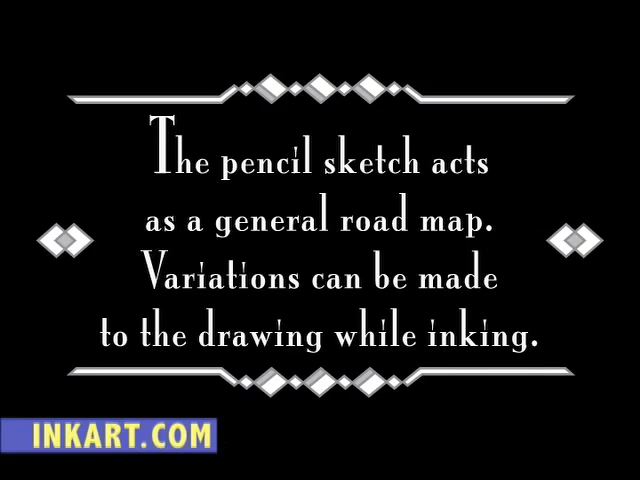 The pencil sketch acts
as a general road map.
Variations can be made
to the drawing while inking.
INKART.COM